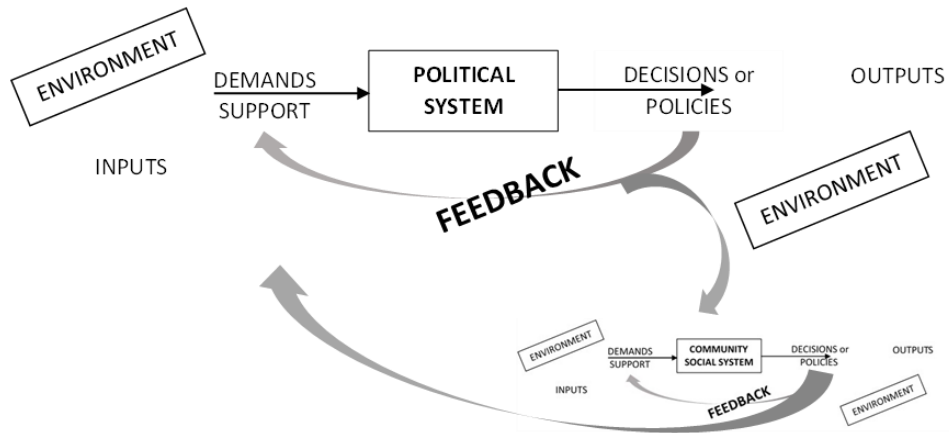 ENVIRONMENT
DEMANDS
SUPPORT
POLITICAL
SYSTEM
DECISIONS or
POLICIES
OUTPUTS
INPUTS
FEEDBACK
ENVIRONMENT
ENVIRONMENT
DEMANDS
SUPPORT
COMMUNITY
SOCIAL SYSTEM
DECISIONS or
POLICIES
OUTPUTS
INPUTS
FEEDBACK
ENVIRONMENT